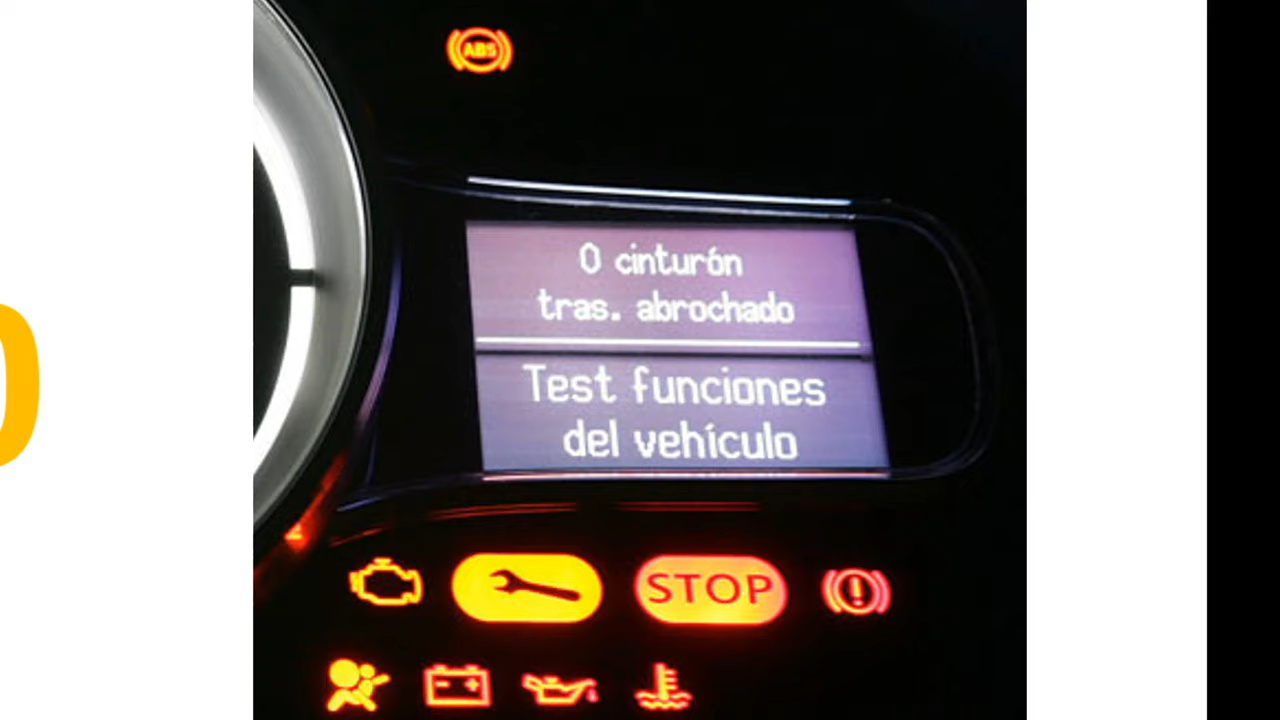 ABS
0 cinturón
tras. abrochado
Test funciones
del vehículo
STOP